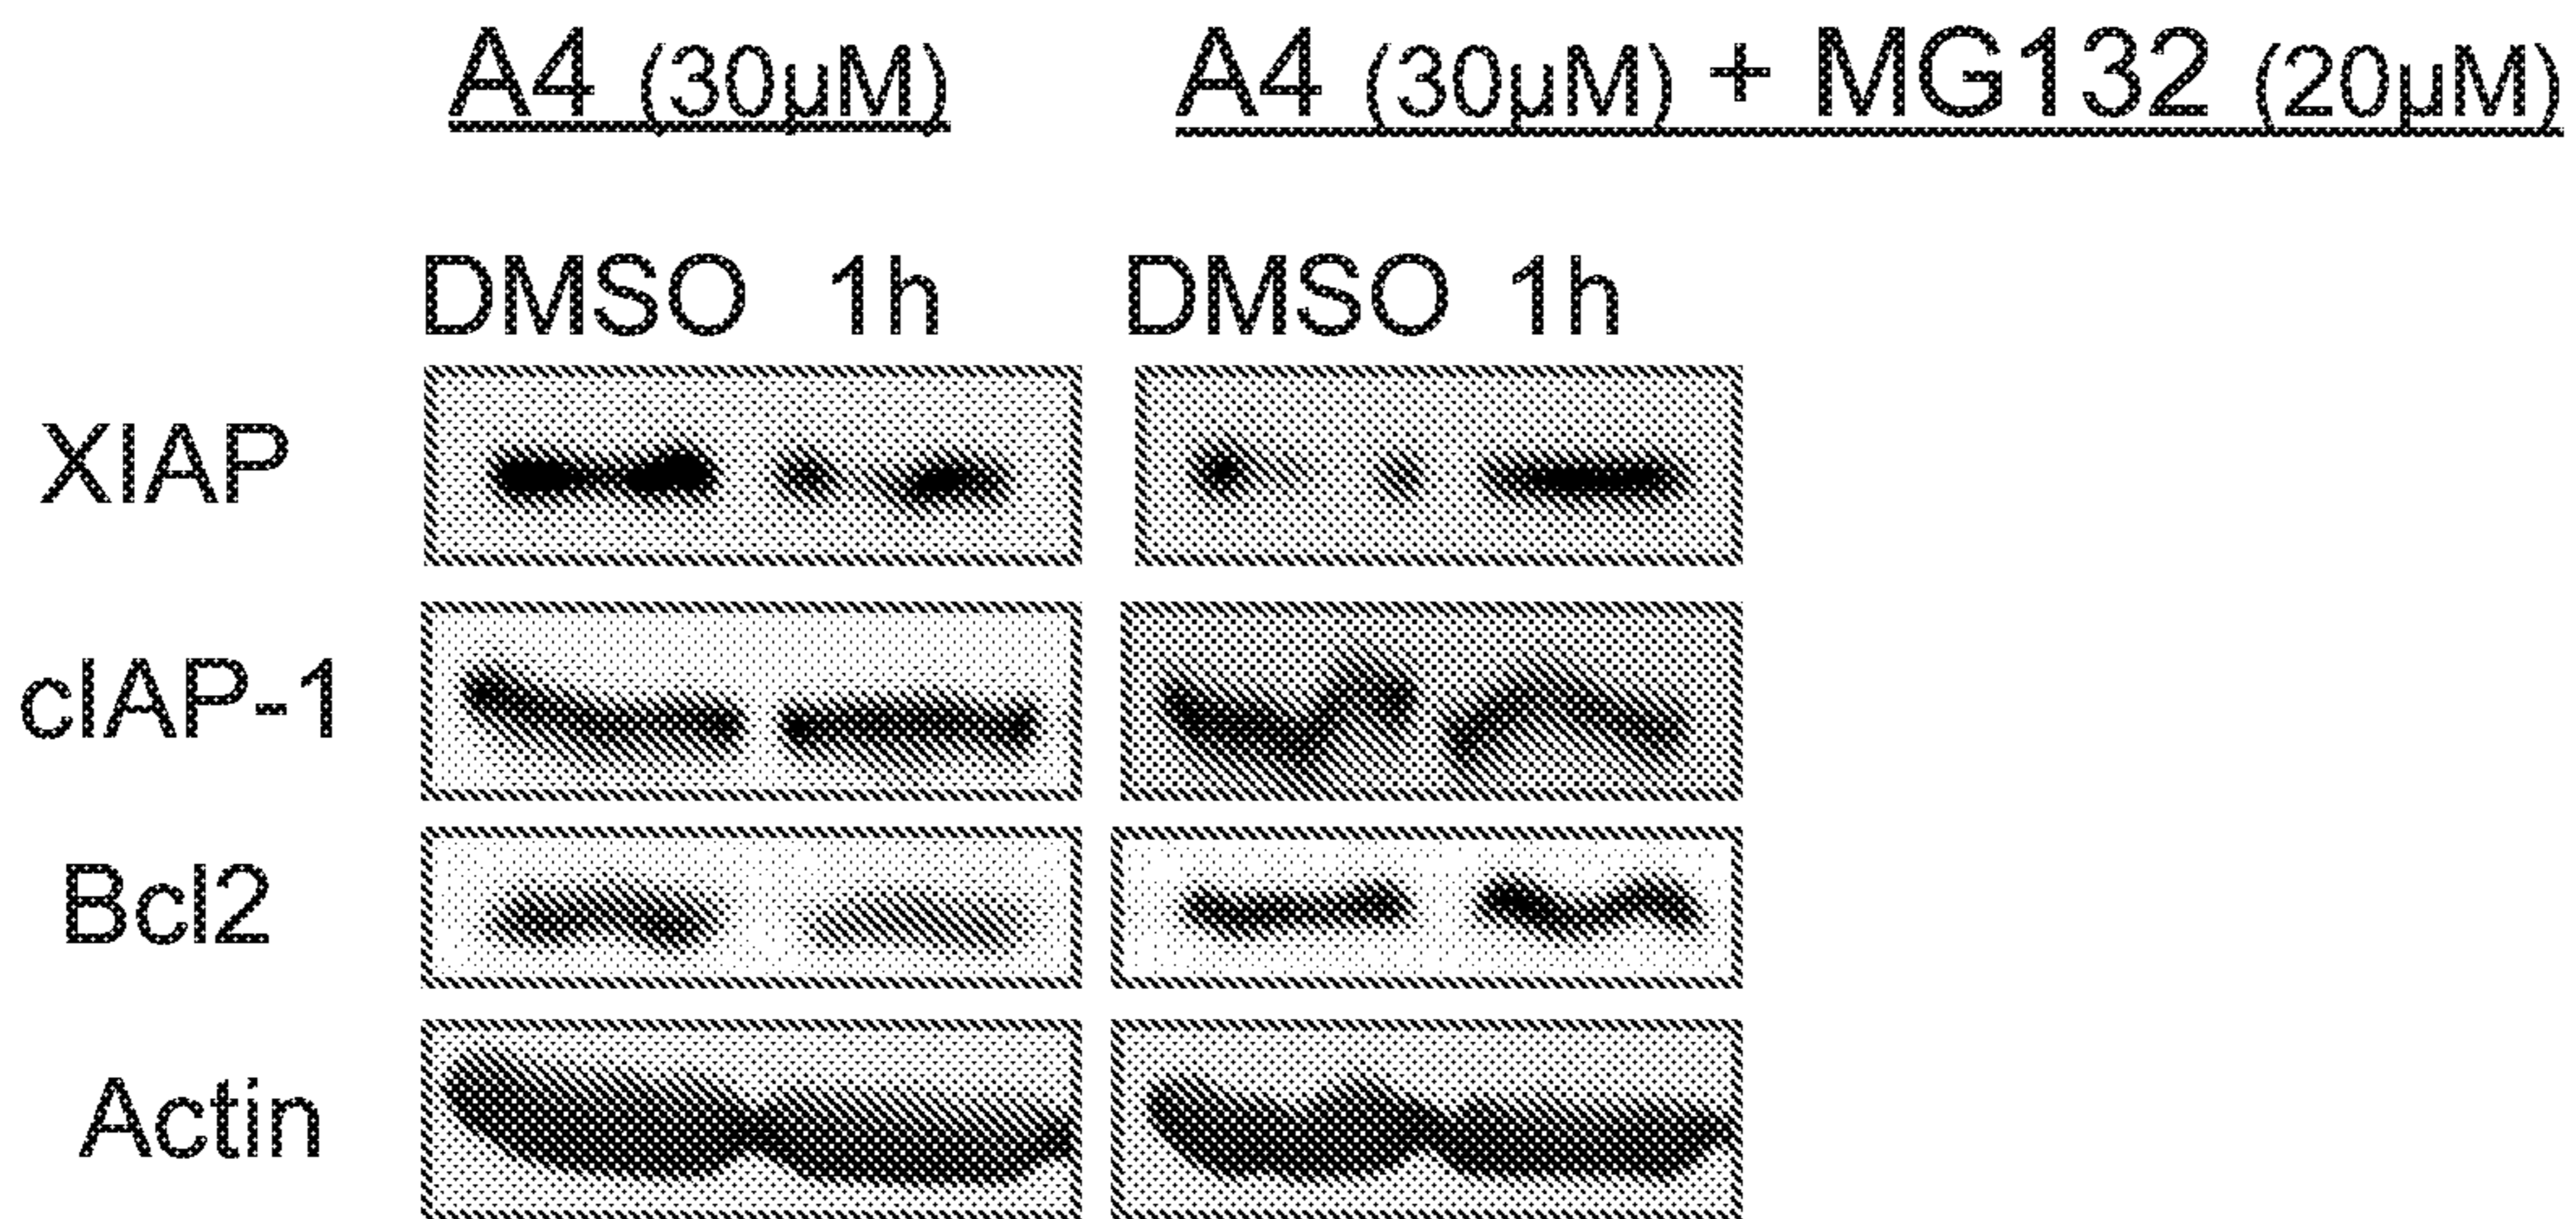 A4 (30µM) A4 (30µM) + MG132 (20µM)
DMSO 1h DMSO 1h
XIAP
cIAP-1
Bcl2
Actin